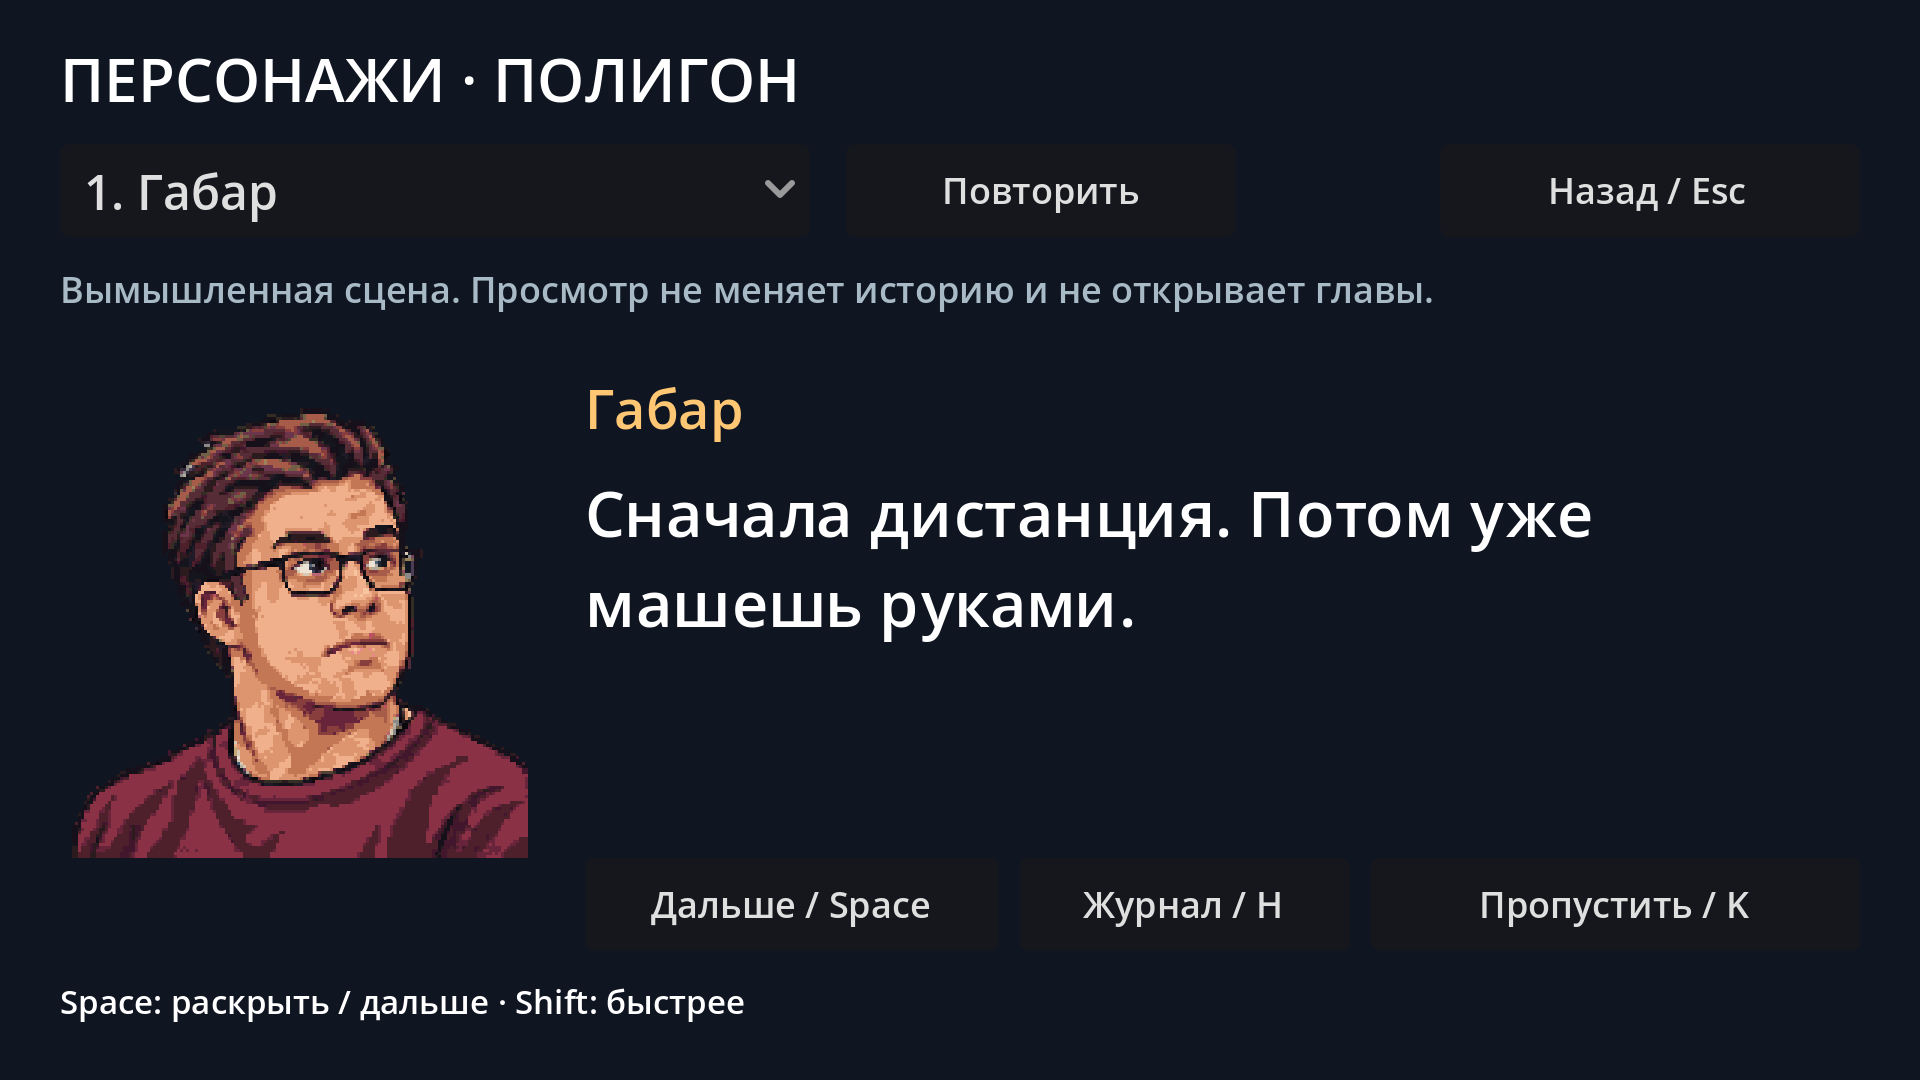 ПЕРСОНАЖИ · ПОЛИГОН
1. Габар
Повторить
Назад / Esc
Вымышленная сцена. Просмотр не меняет историю и не открывает главы.
Габар
Сначала дистанция. Потом уже
машешь руками.
Дальше / Space
Журнал / H
Пропустить / K
Space: раскрыть / дальше · Shift: быстрее